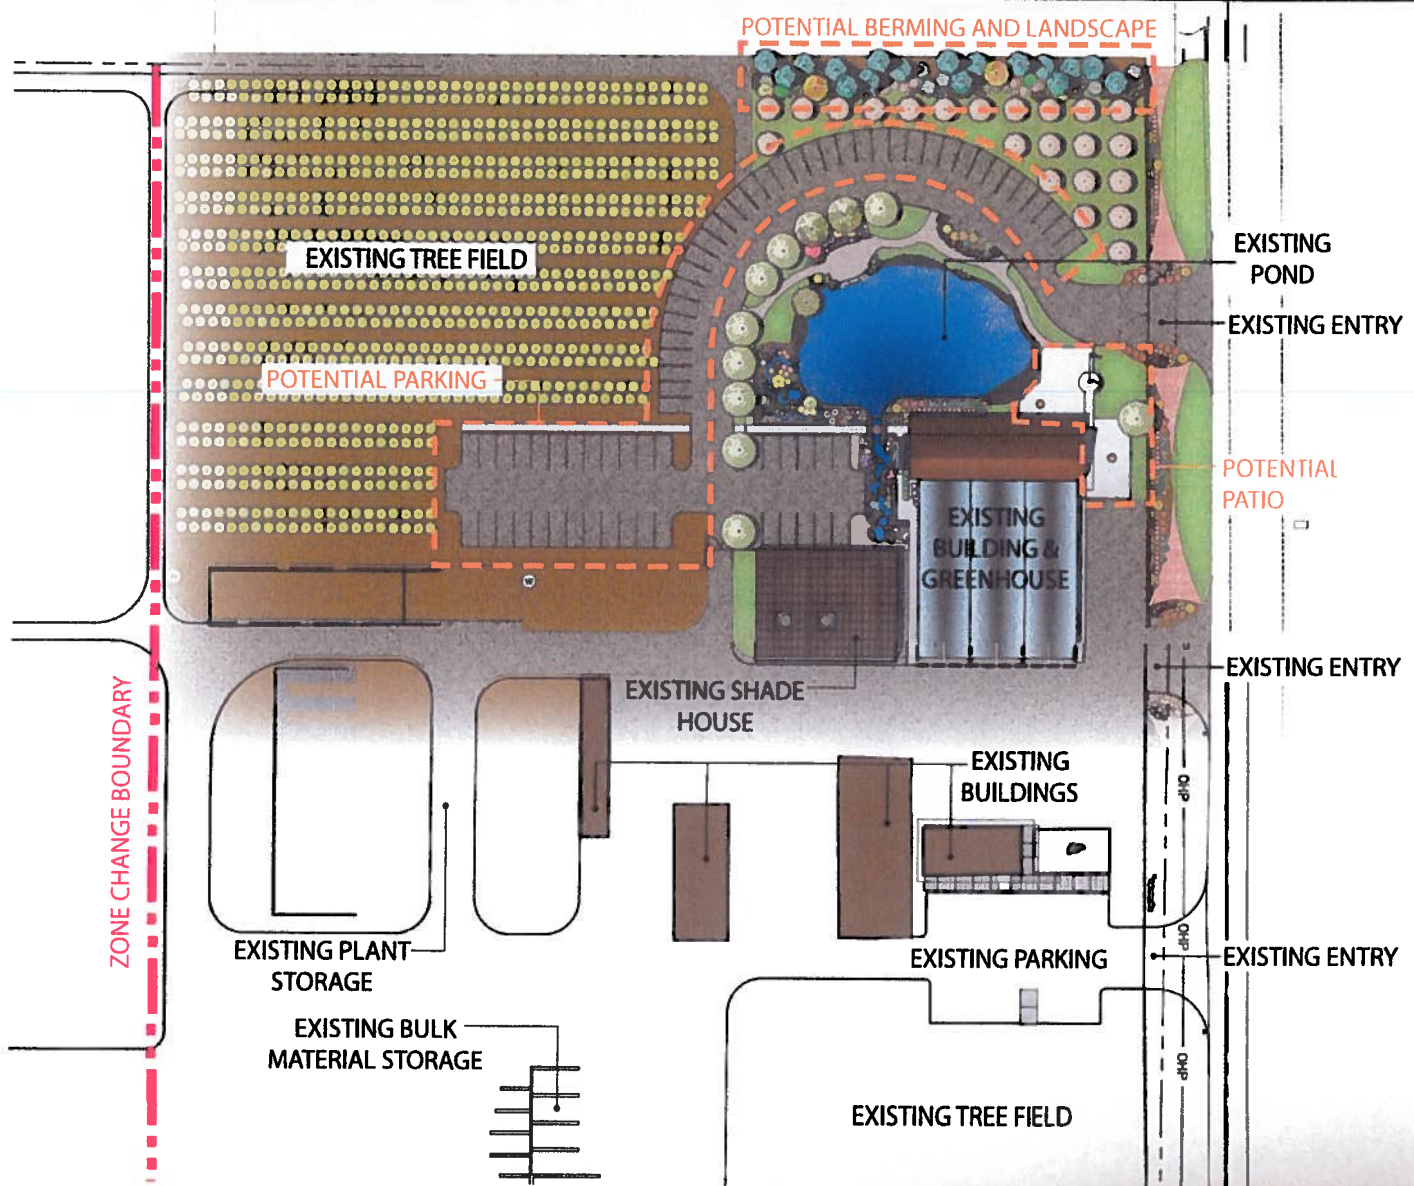 POTENTIAL BERMING AND LANDSCAPE
EXISTING
POND
EXISTING TREE FIELD
EXISTING ENTRY
POTENTIAL PARKING
POTENTIAL
PATIO
EXISTING
BUILDING &
GREENHOUSE
W
EXISTING ENTRY
EXISTING SHADE
HOUSE
ZONE CHANGE BOUNDARY
EXISTING
BUILDINGS
OHP
OHP
EXISTING PLANT
STORAGE
EXISTING PARKING
EXISTING ENTRY
EXISTING BULK
MATERIAL STORAGE
OHP
EXISTING TREE FIELD